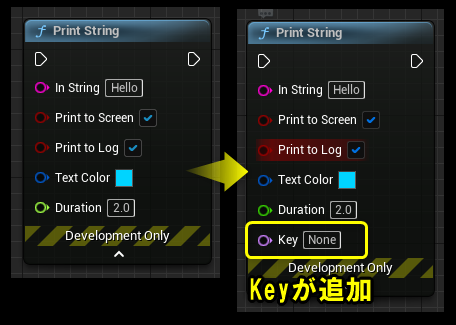 f Print String
In String Hello
Print to Screen
Print to Log
Text Color
Duration 2.0
Development Only
f Print String
In String Hello
Print to Screen
Print to Log
Text Color
Duration 2.0
Key None
Development Only
Keyが追加